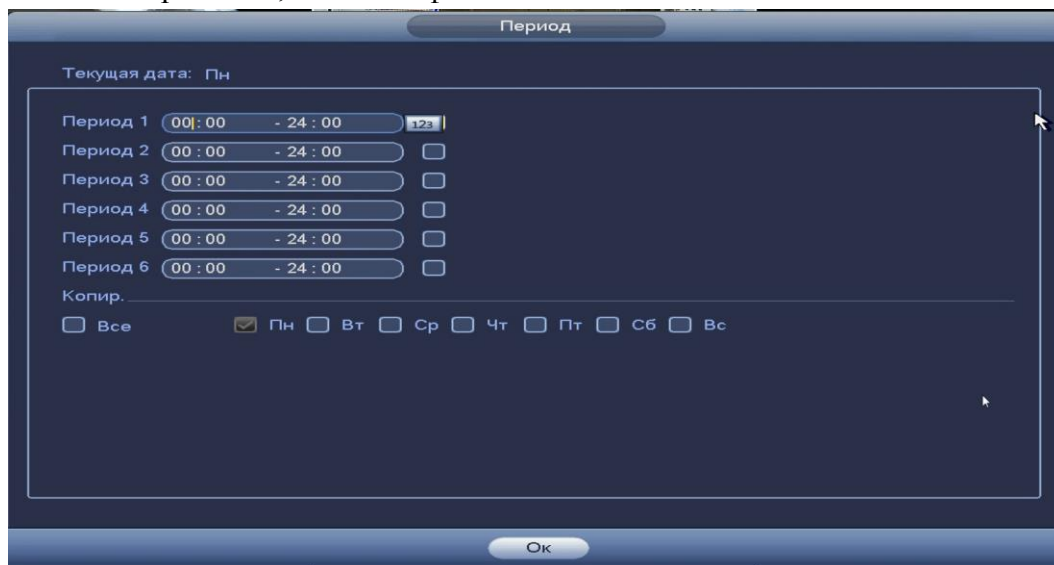 Период
Текущая дата: Пн
Период 1 00:00 - 24:00 123
Период 2 00:00 - 24:00
Период 3 00:00 - 24:00
Период 4 00:00 - 24:00
Период 5 00:00 - 24:00
Период 6 00:00 - 24:00
Копир.
Все Пн Вт Ср Чт Пт Сб Вс
Ок